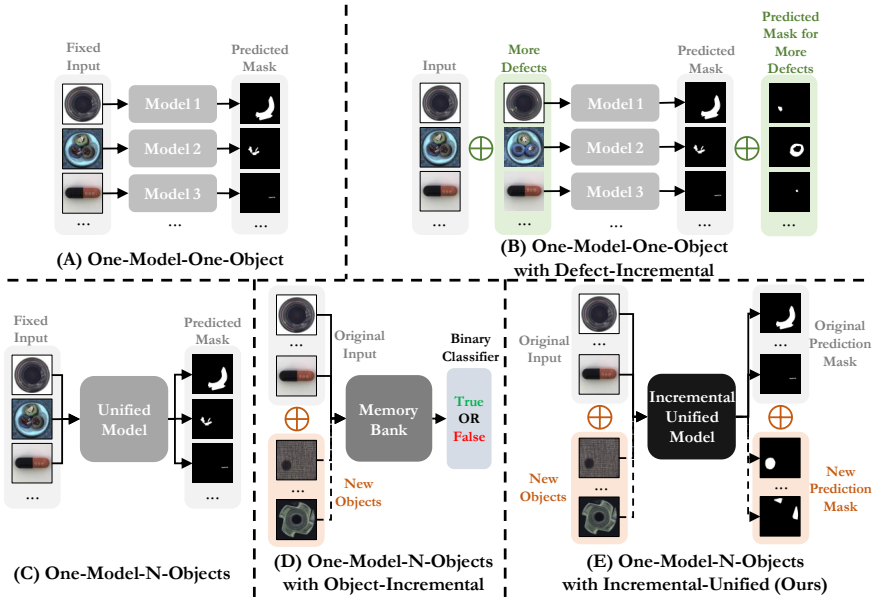 Fixed
Input
Predicted
Mask
Model 1
Model 2
Model 3
...
...
...
(A) One-Model-One-Object
Input
More
Defects
Predicted
Mask
Predicted
Mask for
More
Defects
Model 1
Model 2
Model 3
...
...
...
...
...
(B) One-Model-One-Object
with Defect-Incremental
Fixed
Input
Predicted
Mask
Unified
Model
...
...
(C) One-Model-N-Objects
...
Original
Input
Binary
Classifier
Memory
Bank
True
OR
False
...
New
Objects
(D) One-Model-N-Objects
with Object-Incremental
...
Original
Input
Incremental
Unified
Model
...
Original
Prediction
Mask
...
New
Objects
...
New
Prediction
Mask
(E) One-Model-N-Objects
with Incremental-Unified (Ours)